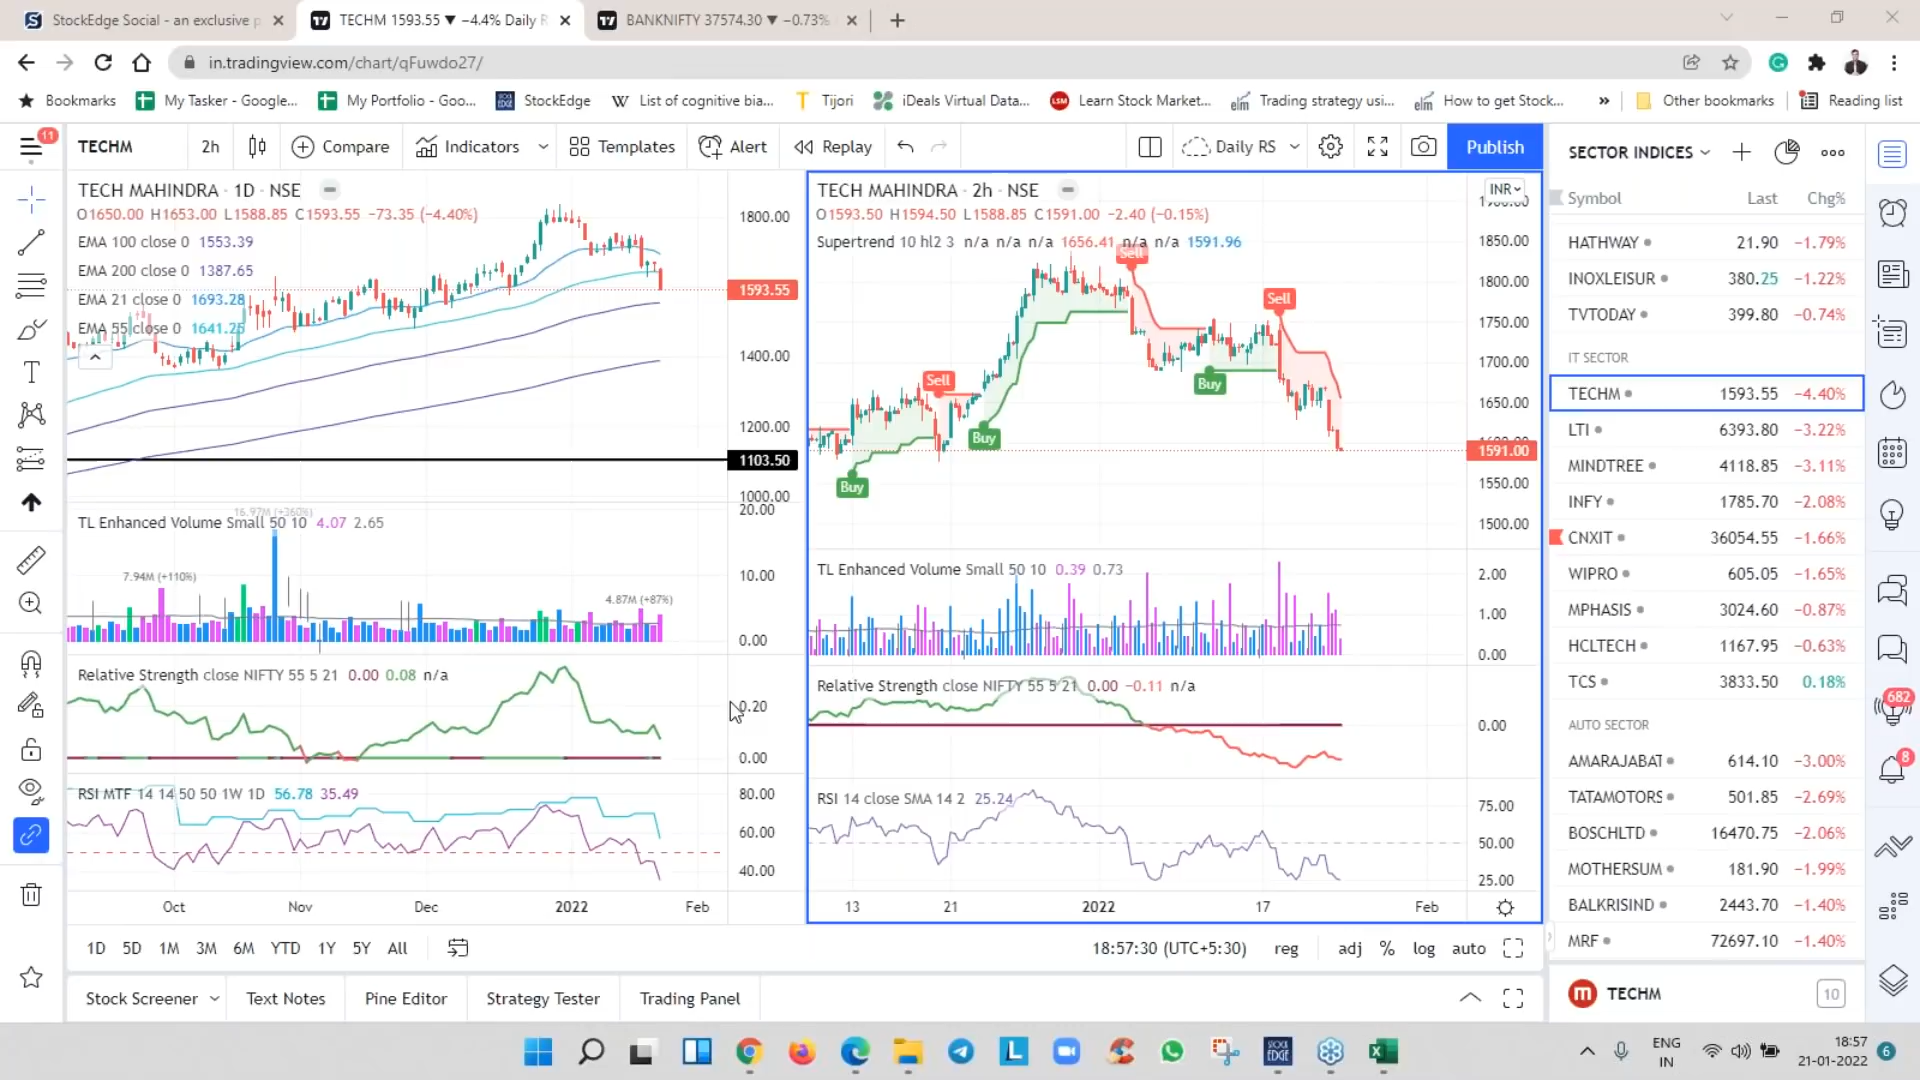 StockEdge Social - an exclusive p
TECHM 1593.55 ▼ −4.4% Daily R
BANKNIFTY 37574.30 ▼ −0.73%
in.tradingview.com/chart/qFuwdo27/
Bookmarks
My Tasker - Google...
My Portfolio - Goo...
StockEdge
List of cognitive bia...
Tijori
iDeals Virtual Data...
Learn Stock Market...
Trading strategy usi...
How to get Stock...
»
Other bookmarks
Reading list
11
TECHM
2h
Compare
Indicators
Templates
Alert
Replay
Daily RS
Publish
TECH MAHINDRA · 1D · NSE
O1650.00 H1653.00 L1588.85 C1593.55 −73.35 (−4.40%)
EMA 100 close 0 1553.39
EMA 200 close 0 1387.65
EMA 21 close 0 1693.28
EMA 55 close 0 1641.25
1800.00
1593.55
1400.00
1200.00
1103.50
1000.00
16.97M (+360%)
TL Enhanced Volume Small 50 10 4.07 2.65
7.94M (+110%)
4.87M (+87%)
20.00
10.00
0.00
Relative Strength close NIFTY 55 5 21 0.00 0.08 n/a
0.20
0.00
RSI MTF 14 14 50 50 1W 1D 56.78 35.49
80.00
60.00
40.00
Oct Nov Dec 2022 Feb
TECH MAHINDRA · 2h · NSE
INR
O1593.50 H1594.50 L1588.85 C1591.00 −2.40 (−0.15%)
Supertrend 10 hl2 3 n/a n/a n/a 1656.41 n/a n/a 1591.96
Sell
Sell
Sell
Buy
Buy
Buy
1850.00
1800.00
1750.00
1700.00
1650.00
1591.00
1550.00
1500.00
TL Enhanced Volume Small 50 10 0.39 0.73
2.00
1.00
0.00
Relative Strength close NIFTY 55 5 21 0.00 −0.11 n/a
0.00
RSI 14 close SMA 14 2 25.24
75.00
50.00
25.00
13 21 2022 17 Feb
1D 5D 1M 3M 6M YTD 1Y 5Y All
18:57:30 (UTC+5:30) reg adj % log auto
Stock Screener
Text Notes
Pine Editor
Strategy Tester
Trading Panel
SECTOR INDICES
Symbol Last Chg%
HATHWAY 21.90 −1.79%
INOXLEISUR 380.25 −1.22%
TVTODAY 399.80 −0.74%
IT SECTOR
TECHM 1593.55 −4.40%
LTI 6393.80 −3.22%
MINDTREE 4118.85 −3.11%
INFY 1785.70 −2.08%
CNXIT 36054.55 −1.66%
WIPRO 605.05 −1.65%
MPHASIS 3024.60 −0.87%
HCLTECH 1167.95 −0.63%
TCS 3833.50 0.18%
AUTO SECTOR
AMARAJABAT 614.10 −3.00%
TATAMOTORS 501.85 −2.69%
BOSCHLTD 16470.75 −2.06%
MOTHERSUM 181.90 −1.99%
BALKRISIND 2443.70 −1.40%
MRF 72697.10 −1.40%
TECHM
10
682
8
STOCK EDGE
ENG
IN
18:57
21-01-2022
6